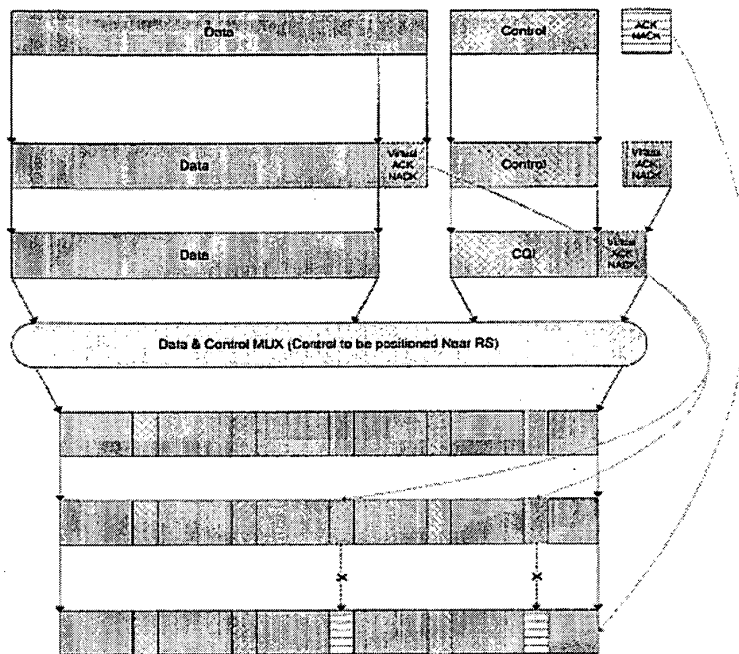 Data
Control
ACK
NACK
Data
Virtual
ACK
NACK
Control
Virtual
ACK
NACK
Data
CQI
Virtual
ACK
NACK
Data & Control MUX (Control to be positioned Near RS)
X
X